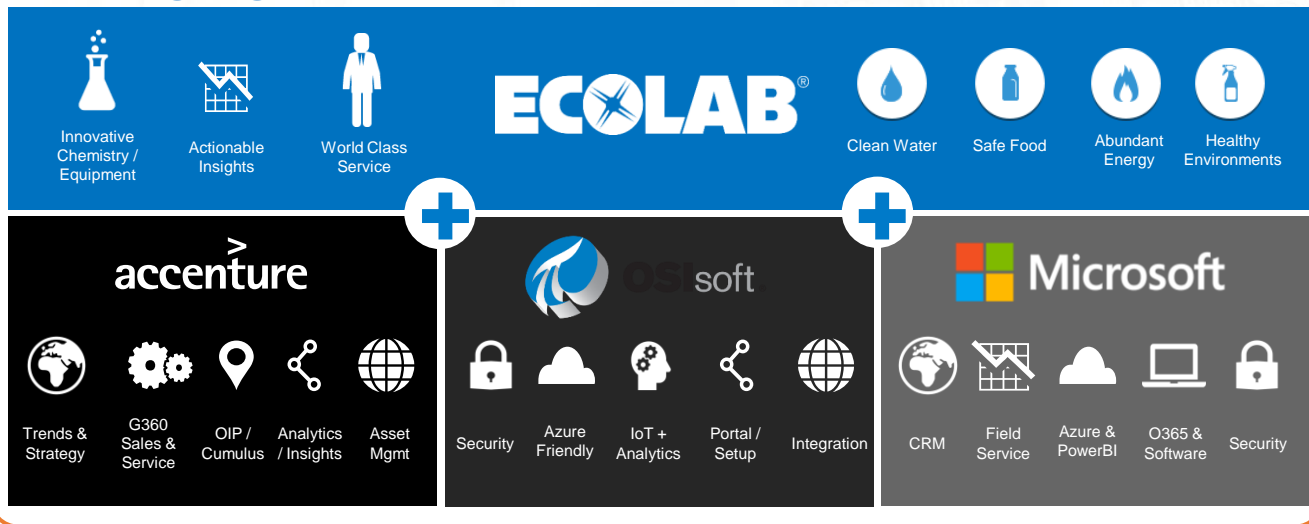 ECOLAB®
Innovative
Chemistry /
Equipment
Actionable
Insights
World Class
Service
Clean Water
Safe Food
Abundant
Energy
Healthy
Environments
accenture
>
Trends &
Strategy
G360
Sales &
Service
OIP /
Cumulus
Analytics
/ Insights
Asset
Mgmt
OSIsoft.
Security
Azure
Friendly
IoT +
Analytics
Portal /
Setup
Integration
Microsoft
CRM
Field
Service
Azure &
PowerBI
O365 &
Software
Security